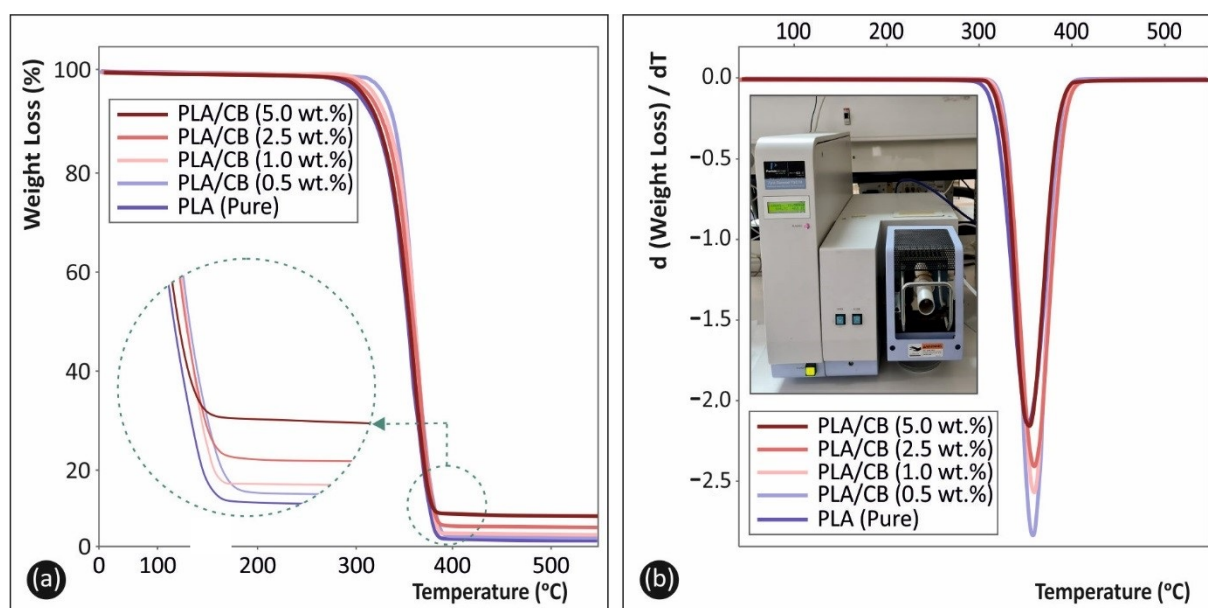 100
80
60
40
20
0
Weight Loss (%)
PLA/CB (5.0 wt.%)
PLA/CB (2.5 wt.%)
PLA/CB (1.0 wt.%)
PLA/CB (0.5 wt.%)
PLA (Pure)
0 100 200 300 400 500
Temperature (°C)
(a)
100 200 300 400 500
0.0
−0.5
−1.0
−1.5
−2.0
−2.5
d (Weight Loss) / dT
PLA/CB (5.0 wt.%)
PLA/CB (2.5 wt.%)
PLA/CB (1.0 wt.%)
PLA/CB (0.5 wt.%)
PLA (Pure)
Temperature (°C)
(b)